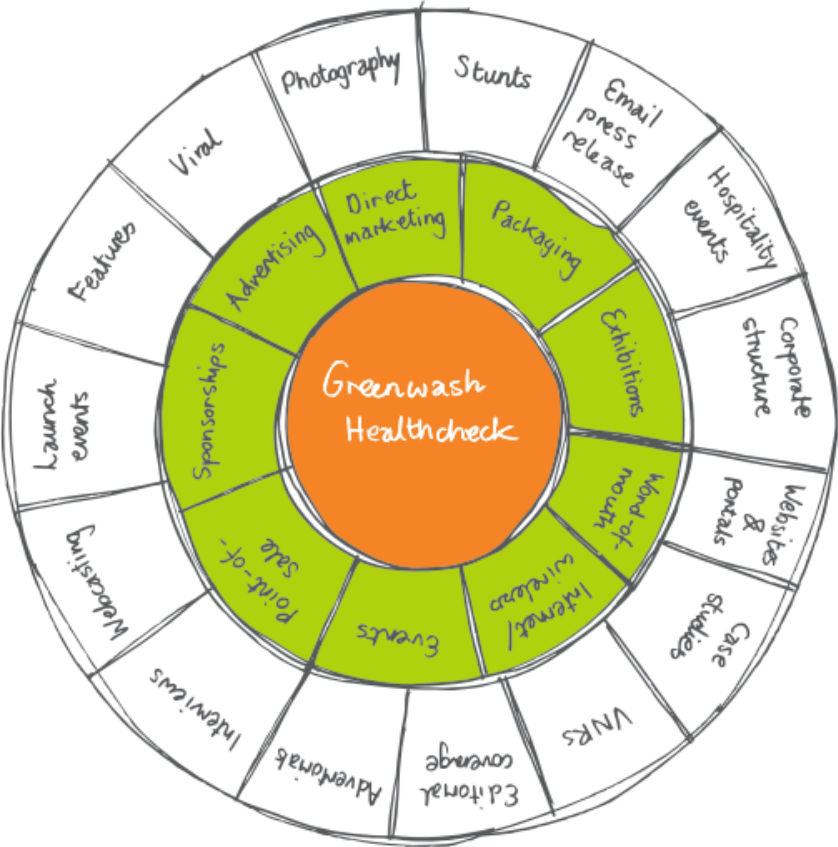 Greenwash
Healthcheck
Direct
marketing
Packaging
Exhibitions
Word-of-
mouth
Internet/
wireless
Events
Point-of-
Sale
Sponsorships
Advertising
Photography
Stunts
Email
press
release
Hospitality
events
Corporate
structure
Websites
&
portals
Case
studies
VNRs
Editorial
coverage
Advertorials
Interviews
Webcasting
Launch
events
Features
Viral